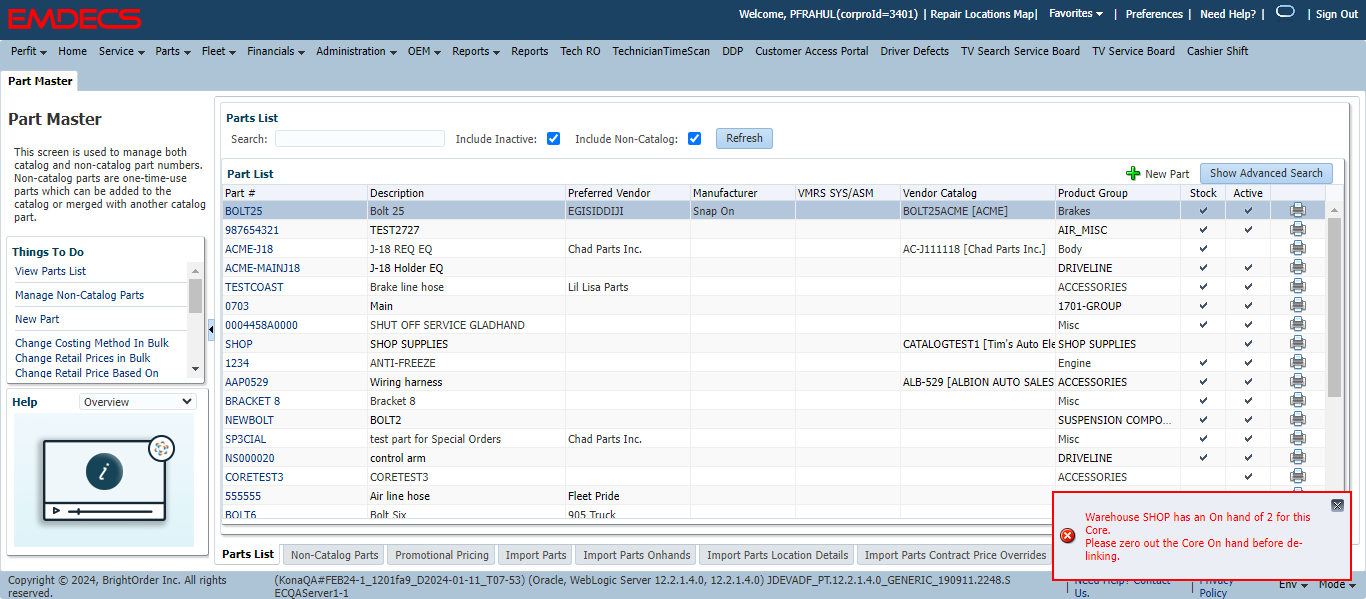 EMDECS
Welcome, PFRAHUL(corproId=3401) | Repair Locations Map| Favorites | Preferences | Need Help? | | Sign Out
Perfit Home Service Parts Fleet Financials Administration OEM Reports Reports Tech RO TechnicianTimeScan DDP Customer Access Portal Driver Defects TV Search Service Board TV Service Board Cashier Shift
Part Master
Part Master
This screen is used to manage both
catalog and non-catalog part numbers.
Non-catalog parts are one-time-use
parts which can be added to the
catalog or merged with another catalog
part.
Things To Do
View Parts List
Manage Non-Catalog Parts
New Part
Change Costing Method In Bulk
Change Retail Prices in Bulk
Change Retail Price Based On
Help Overview
i
Parts List
Search: Include Inactive: Include Non-Catalog: Refresh
Part List New Part Show Advanced Search
Part # Description Preferred Vendor Manufacturer VMRS SYS/ASM Vendor Catalog Product Group Stock Active
BOLT25 Bolt 25 EGISIDDIJI Snap On BOLT25ACME [ACME] Brakes
987654321 TEST2727 AIR_MISC
ACME-J18 J-18 REQ EQ Chad Parts Inc. AC-J111118 [Chad Parts Inc.] Body
ACME-MAINJ18 J-18 Holder EQ DRIVELINE
TESTCOAST Brake line hose Lil Lisa Parts ACCESSORIES
0703 Main 1701-GROUP
0004458A0000 SHUT OFF SERVICE GLADHAND Misc
SHOP SHOP SUPPLIES CATALOGTEST1 [Tim's Auto Ele SHOP SUPPLIES
1234 ANTI-FREEZE Engine
AAP0529 Wiring harness ALB-529 [ALBION AUTO SALES ACCESSORIES
BRACKET 8 Bracket 8 Misc
NEWBOLT BOLT2 SUSPENSION COMPO...
SP3CIAL test part for Special Orders Chad Parts Inc. Misc
NS000020 control arm DRIVELINE
CORETEST3 CORETEST3 ACCESSORIES
555555 Air line hose Fleet Pride
BOLT6 Bolt Six 905 Truck
Warehouse SHOP has an On hand of 2 for this
Core.
Please zero out the Core On hand before de-
linking.
Parts List Non-Catalog Parts Promotional Pricing Import Parts Import Parts Onhands Import Parts Location Details Import Parts Contract Price Overrides
Copyright © 2024, BrightOrder Inc. All rights
reserved.
(KonaQA#FEB24-1_1201fa9_D2024-01-11_T07-53) (Oracle, WebLogic Server 12.2.1.4.0, 12.2.1.4.0) JDEVADF_PT.12.2.1.4.0_GENERIC_190911.2248.S
ECQAServer1-1
| Need Help? Contact
Us.
| Privacy
Policy
Env Mode